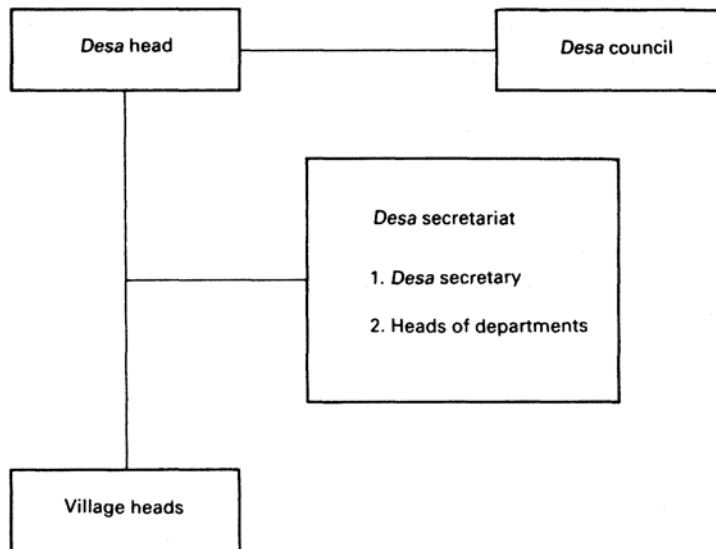 Desa head
Desa council
Desa secretariat
1. Desa secretary
2. Heads of departments
Village heads